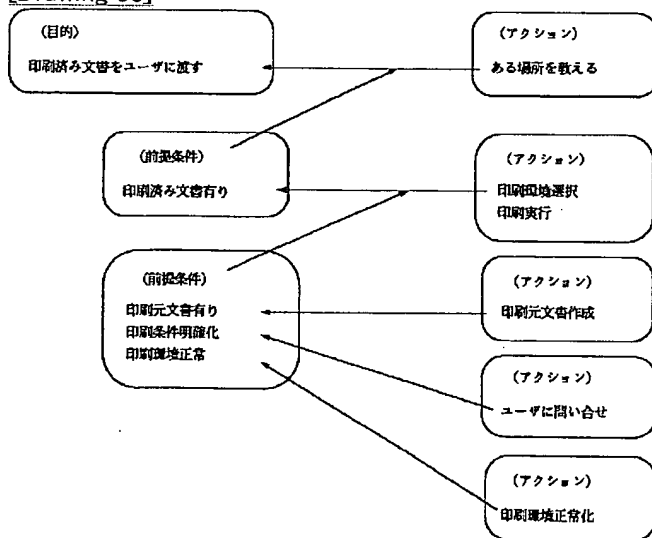 (目的)
印刷済み文書をユーザに渡す
(アクション)
ある場所を教える
(前提条件)
印刷済み文書有り
(アクション)
印刷環境選択
印刷実行
(前提条件)
印刷元文書有り
印刷条件明確化
印刷環境正常
(アクション)
印刷元文書作成
(アクション)
ユーザに問い合せ
(アクション)
印刷環境正常化